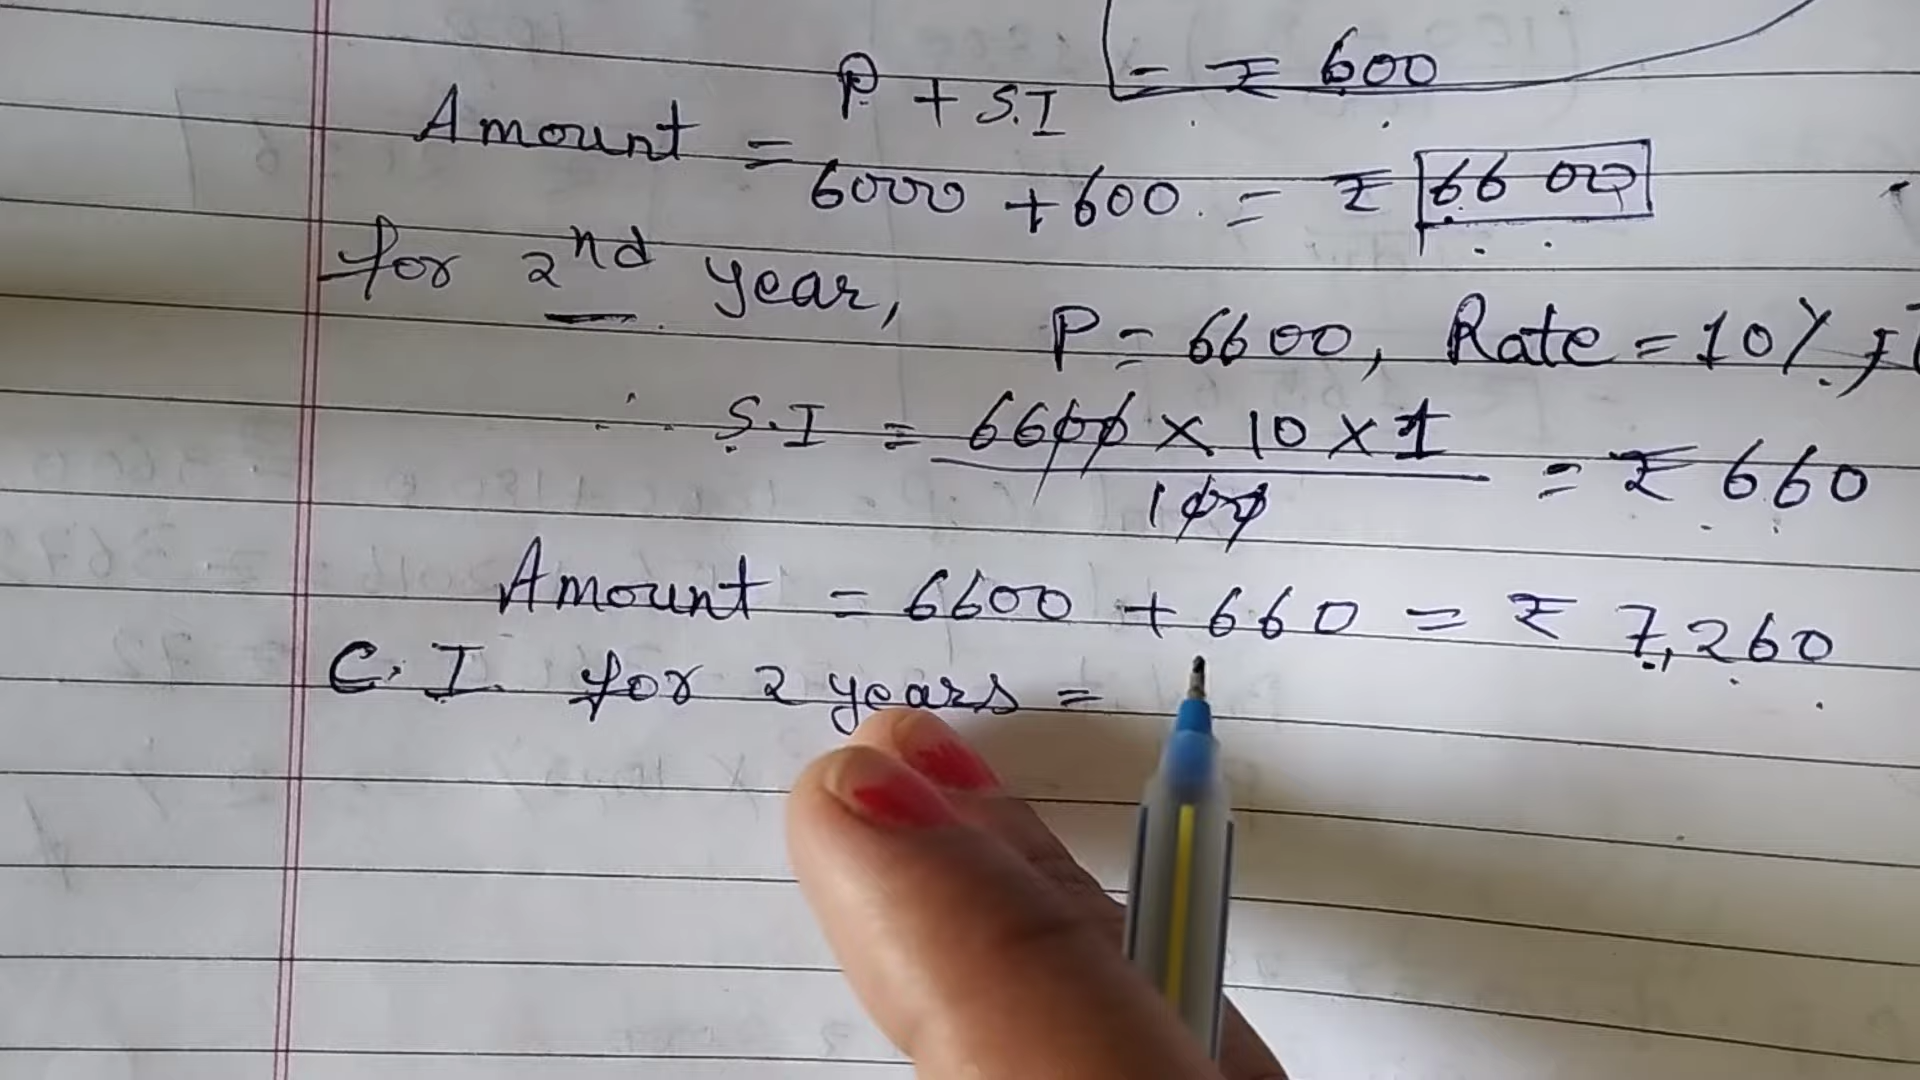 = ₹ 600
Amount = P + S.I
6000 + 600 = ₹ 6600
for 2nd year,
P = 6600, Rate = 10%,
∴ S.I = 6600 × 10 × 1 / 100 = ₹ 660
Amount = 6600 + 660 = ₹ 7,260
C.I. for 2 years =